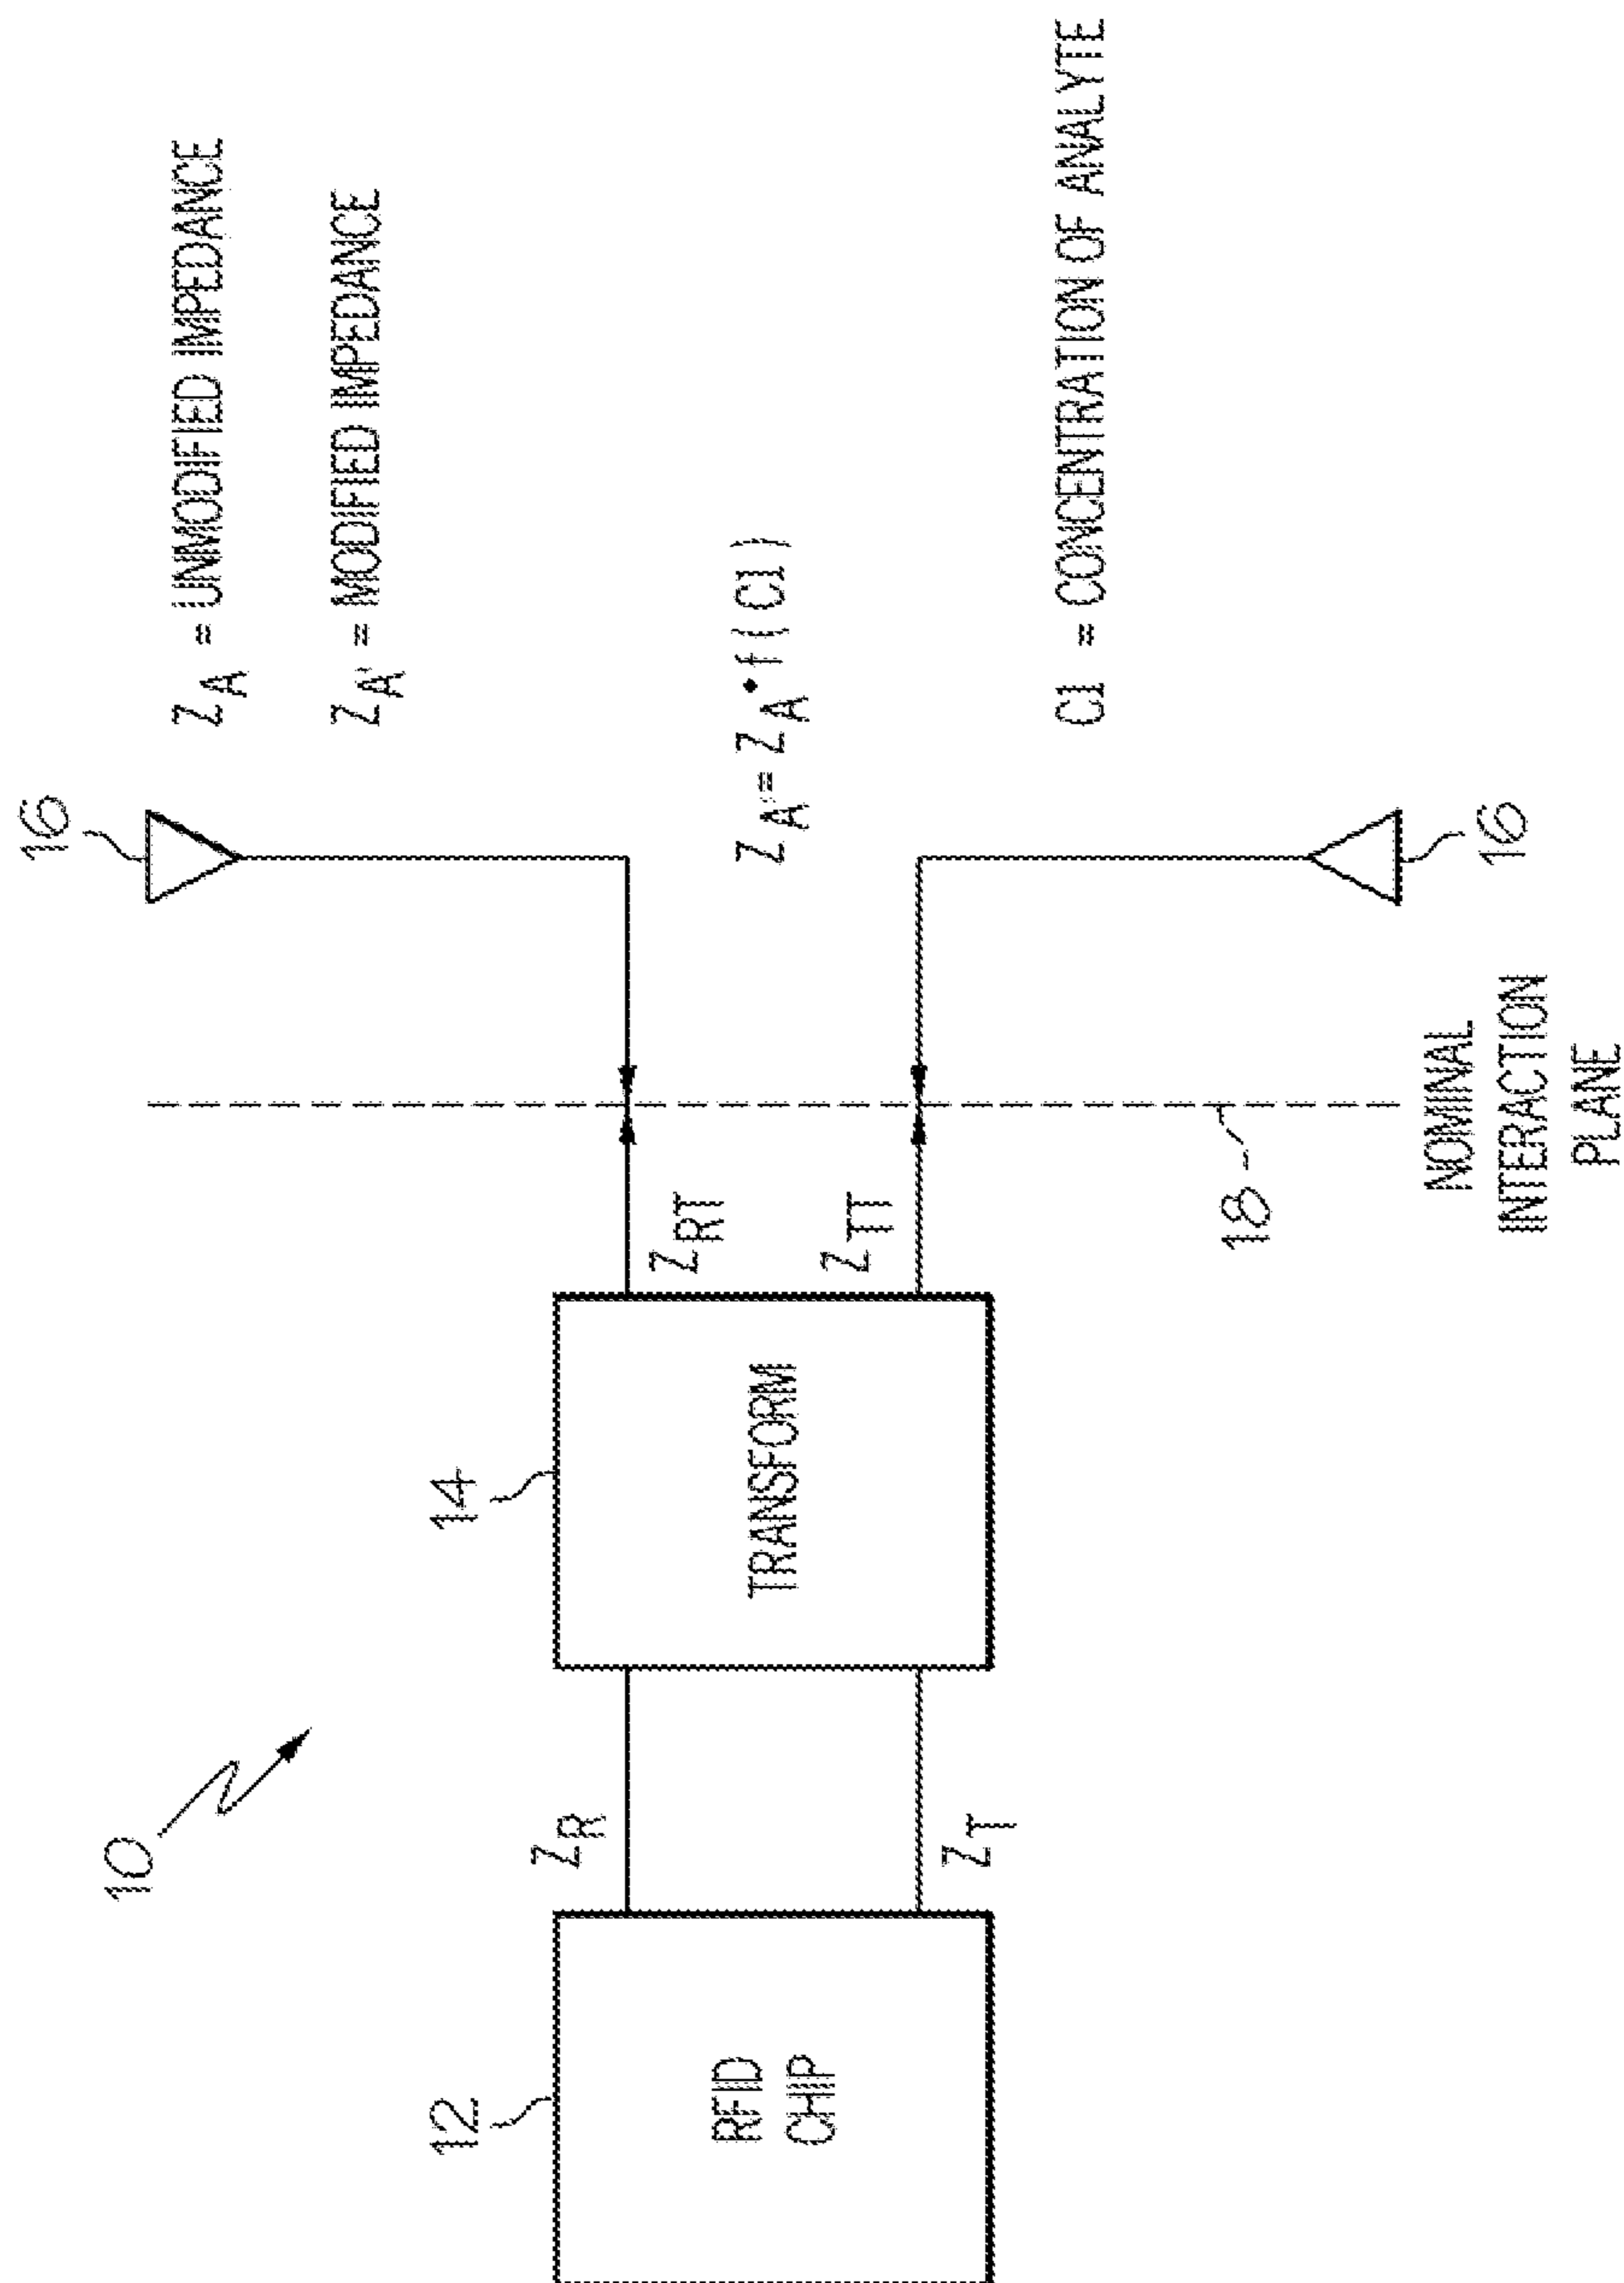 10
12
RFID
CHIP
Z_R
Z_T
14
TRANSFORM
Z_RT
Z_TT
18
NOMINAL
INTERACTION
PLANE
16
16
Z_A = UNMODIFIED IMPEDANCE
Z_A' = MODIFIED IMPEDANCE
Z_A' = Z_A • f ( C1 )
C1 = CONCENTRATION OF ANALYTE